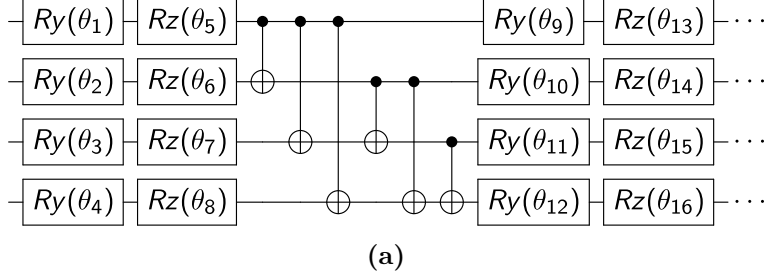 Ry(θ₁) Rz(θ₅) Ry(θ₉) Rz(θ₁₃) ···
Ry(θ₂) Rz(θ₆) Ry(θ₁₀) Rz(θ₁₄) ···
Ry(θ₃) Rz(θ₇) Ry(θ₁₁) Rz(θ₁₅) ···
Ry(θ₄) Rz(θ₈) Ry(θ₁₂) Rz(θ₁₆) ···
(a)